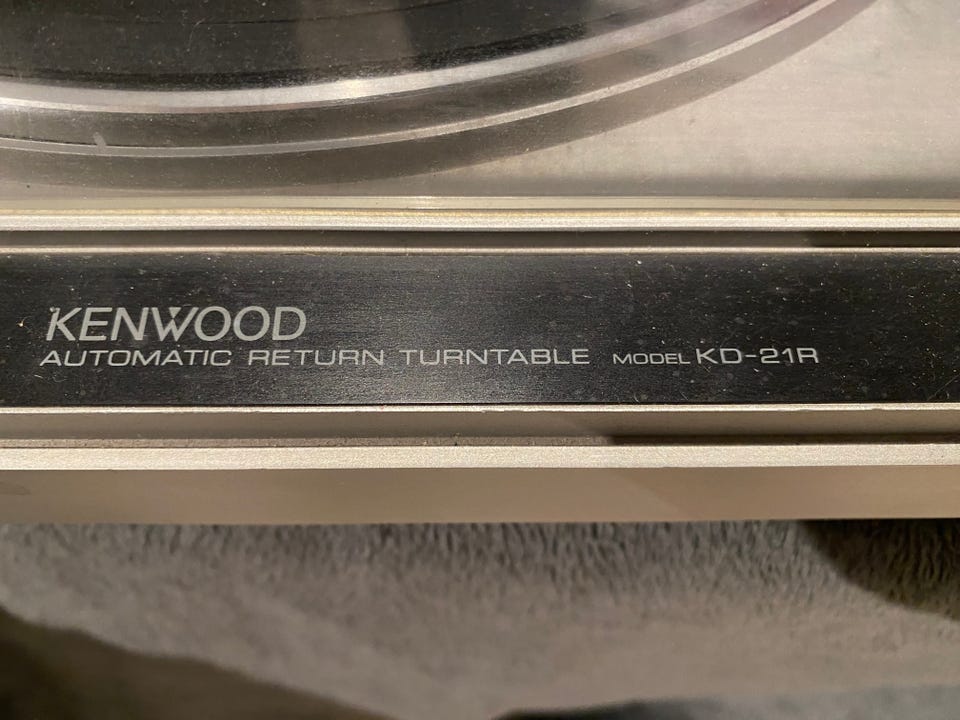 KENWOOD
AUTOMATIC RETURN TURNTABLE MODEL KD-21R